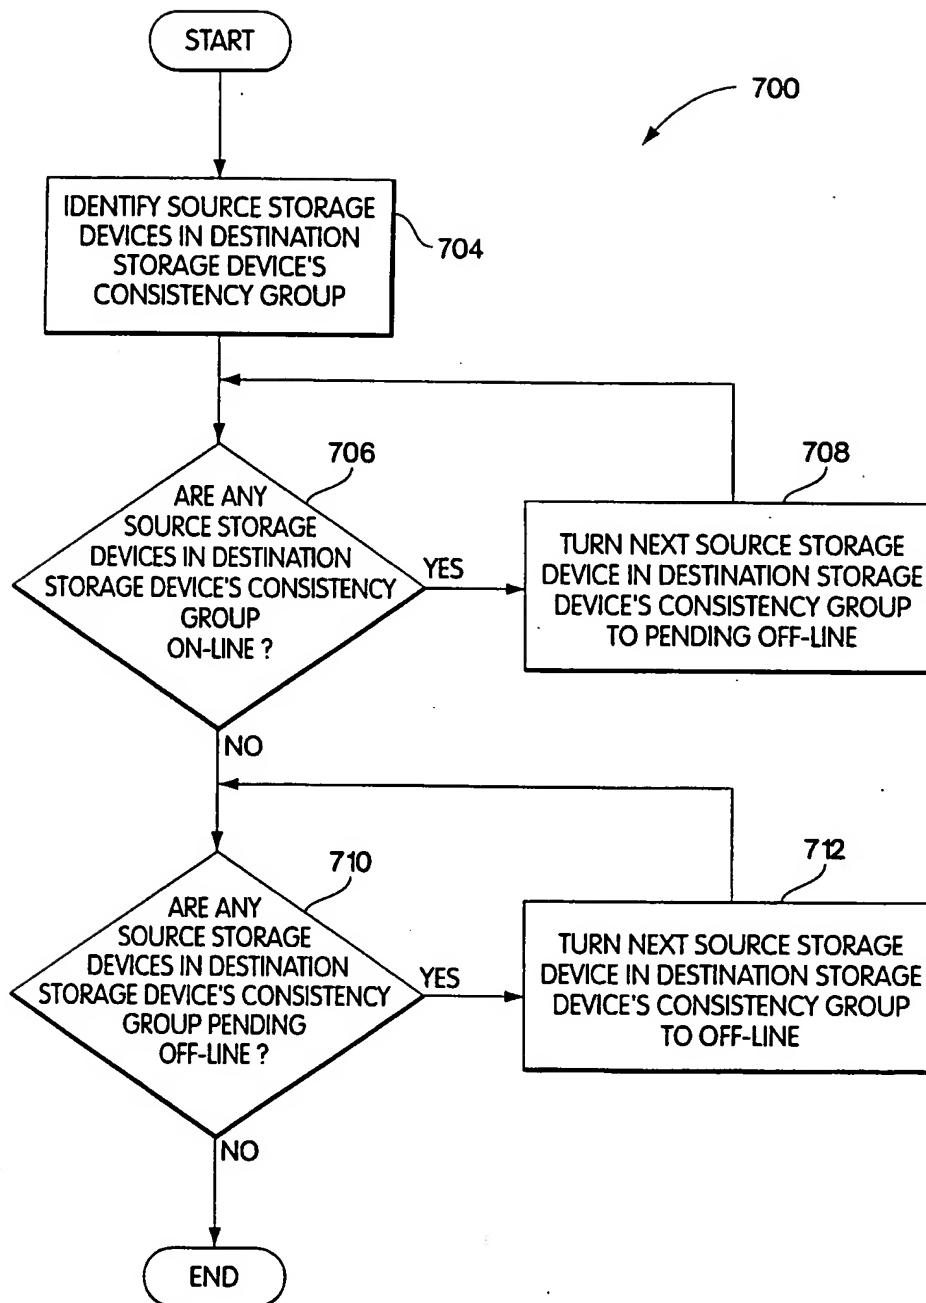 START
700
IDENTIFY SOURCE STORAGE
DEVICES IN DESTINATION
STORAGE DEVICE'S
CONSISTENCY GROUP
704
706
ARE ANY
SOURCE STORAGE
DEVICES IN DESTINATION
STORAGE DEVICE'S CONSISTENCY
GROUP
ON-LINE ?
YES
708
TURN NEXT SOURCE STORAGE
DEVICE IN DESTINATION STORAGE
DEVICE'S CONSISTENCY GROUP
TO PENDING OFF-LINE
NO
710
ARE ANY
SOURCE STORAGE
DEVICES IN DESTINATION
STORAGE DEVICE'S CONSISTENCY
GROUP PENDING
OFF-LINE ?
YES
712
TURN NEXT SOURCE STORAGE
DEVICE IN DESTINATION STORAGE
DEVICE'S CONSISTENCY GROUP
TO OFF-LINE
NO
END